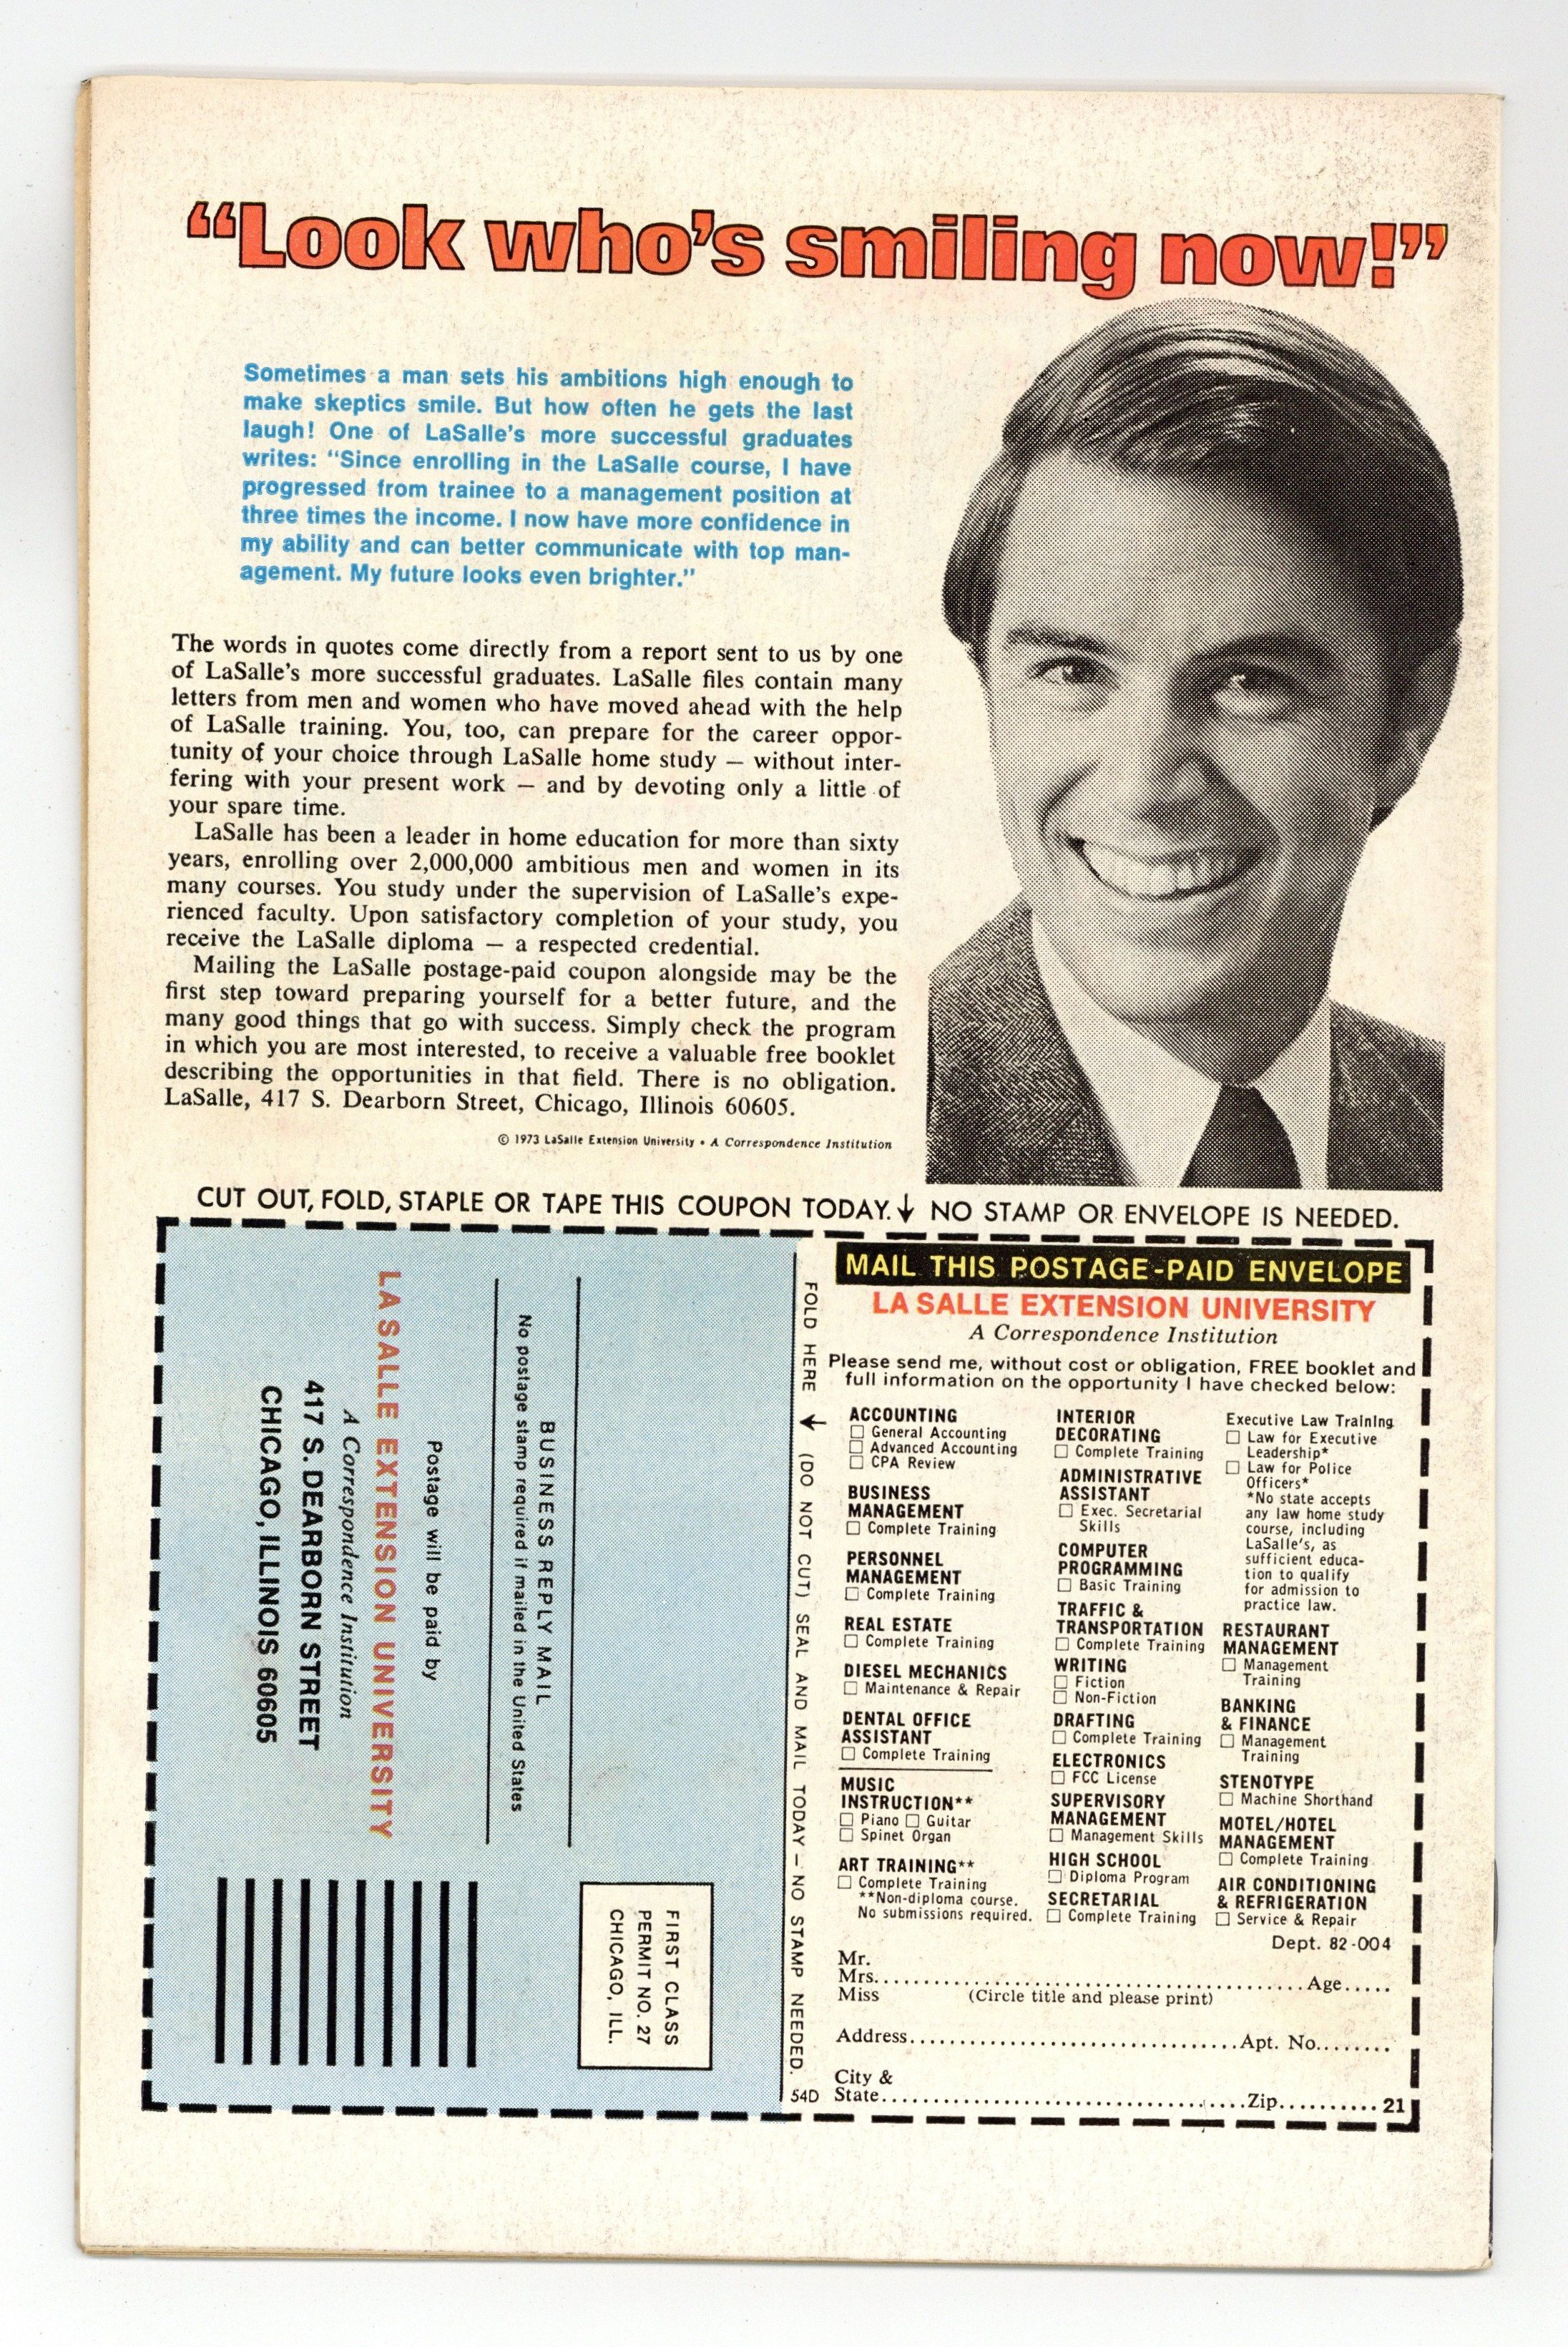 “Look who’s smiling now!”
Sometimes a man sets his ambitions high enough to
make skeptics smile. But how often he gets the last
laugh! One of LaSalle’s more successful graduates
writes: “Since enrolling in the LaSalle course, I have
progressed from trainee to a management position at
three times the income. I now have more confidence in
my ability and can better communicate with top man-
agement. My future looks even brighter.”
The words in quotes come directly from a report sent to us by one
of LaSalle’s more successful graduates. LaSalle files contain many
letters from men and women who have moved ahead with the help
of LaSalle training. You, too, can prepare for the career oppor-
tunity of your choice through LaSalle home study — without inter-
fering with your present work — and by devoting only a little of
your spare time.
LaSalle has been a leader in home education for more than sixty
years, enrolling over 2,000,000 ambitious men and women in its
many courses. You study under the supervision of LaSalle’s expe-
rienced faculty. Upon satisfactory completion of your study, you
receive the LaSalle diploma — a respected credential.
Mailing the LaSalle postage-paid coupon alongside may be the
first step toward preparing yourself for a better future, and the
many good things that go with success. Simply check the program
in which you are most interested, to receive a valuable free booklet
describing the opportunities in that field. There is no obligation.
LaSalle, 417 S. Dearborn Street, Chicago, Illinois 60605.
© 1973 LaSalle Extension University • A Correspondence Institution
CUT OUT, FOLD, STAPLE OR TAPE THIS COUPON TODAY.↓ NO STAMP OR ENVELOPE IS NEEDED.
FIRST CLASS
PERMIT NO. 27
CHICAGO, ILL.
BUSINESS REPLY MAIL
No postage stamp required if mailed in the United States
Postage will be paid by
LA SALLE EXTENSION UNIVERSITY
A Correspondence Institution
417 S. DEARBORN STREET
CHICAGO, ILLINOIS 60605
FOLD HERE ← (DO NOT CUT) SEAL AND MAIL TODAY — NO STAMP NEEDED.
54D
MAIL THIS POSTAGE-PAID ENVELOPE
LA SALLE EXTENSION UNIVERSITY
A Correspondence Institution
Please send me, without cost or obligation, FREE booklet and
full information on the opportunity I have checked below:
ACCOUNTING
☐ General Accounting
☐ Advanced Accounting
☐ CPA Review
BUSINESS
MANAGEMENT
☐ Complete Training
PERSONNEL
MANAGEMENT
☐ Complete Training
REAL ESTATE
☐ Complete Training
DIESEL MECHANICS
☐ Maintenance & Repair
DENTAL OFFICE
ASSISTANT
☐ Complete Training
MUSIC
INSTRUCTION**
☐ Piano ☐ Guitar
☐ Spinet Organ
ART TRAINING**
☐ Complete Training
**Non-diploma course.
No submissions required.
INTERIOR
DECORATING
☐ Complete Training
ADMINISTRATIVE
ASSISTANT
☐ Exec. Secretarial
Skills
COMPUTER
PROGRAMMING
☐ Basic Training
TRAFFIC &
TRANSPORTATION
☐ Complete Training
WRITING
☐ Fiction
☐ Non-Fiction
DRAFTING
☐ Complete Training
ELECTRONICS
☐ FCC License
SUPERVISORY
MANAGEMENT
☐ Management Skills
HIGH SCHOOL
☐ Diploma Program
SECRETARIAL
☐ Complete Training
Executive Law Training
☐ Law for Executive
Leadership*
☐ Law for Police
Officers*
*No state accepts
any law home study
course, including
LaSalle’s, as
sufficient educa-
tion to qualify
for admission to
practice law.
RESTAURANT
MANAGEMENT
☐ Management
Training
BANKING
& FINANCE
☐ Management
Training
STENOTYPE
☐ Machine Shorthand
MOTEL/HOTEL
MANAGEMENT
☐ Complete Training
AIR CONDITIONING
& REFRIGERATION
☐ Service & Repair
Dept. 82-004
Mr.
Mrs. Age
Miss (Circle title and please print)
Address Apt. No.
City &
State Zip 21